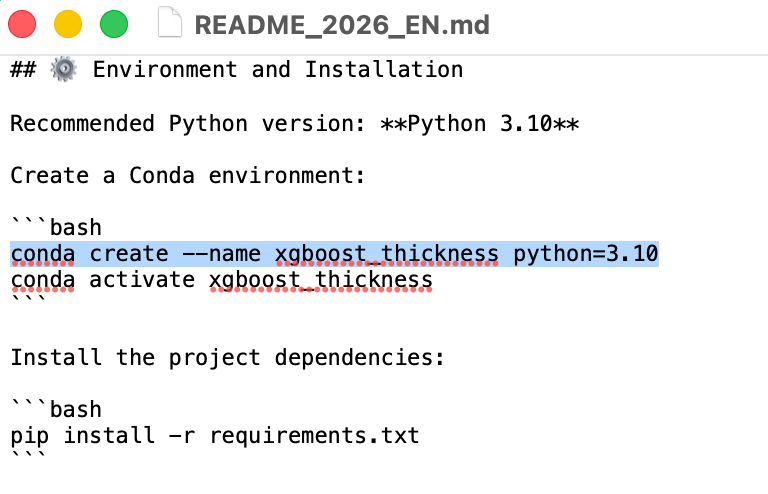 README_2026_EN.md
## ⚙️ Environment and Installation
Recommended Python version: **Python 3.10**
Create a Conda environment:
```bash
conda create --name xgboost_thickness python=3.10
conda activate xgboost_thickness
```
Install the project dependencies:
```bash
pip install -r requirements.txt
```